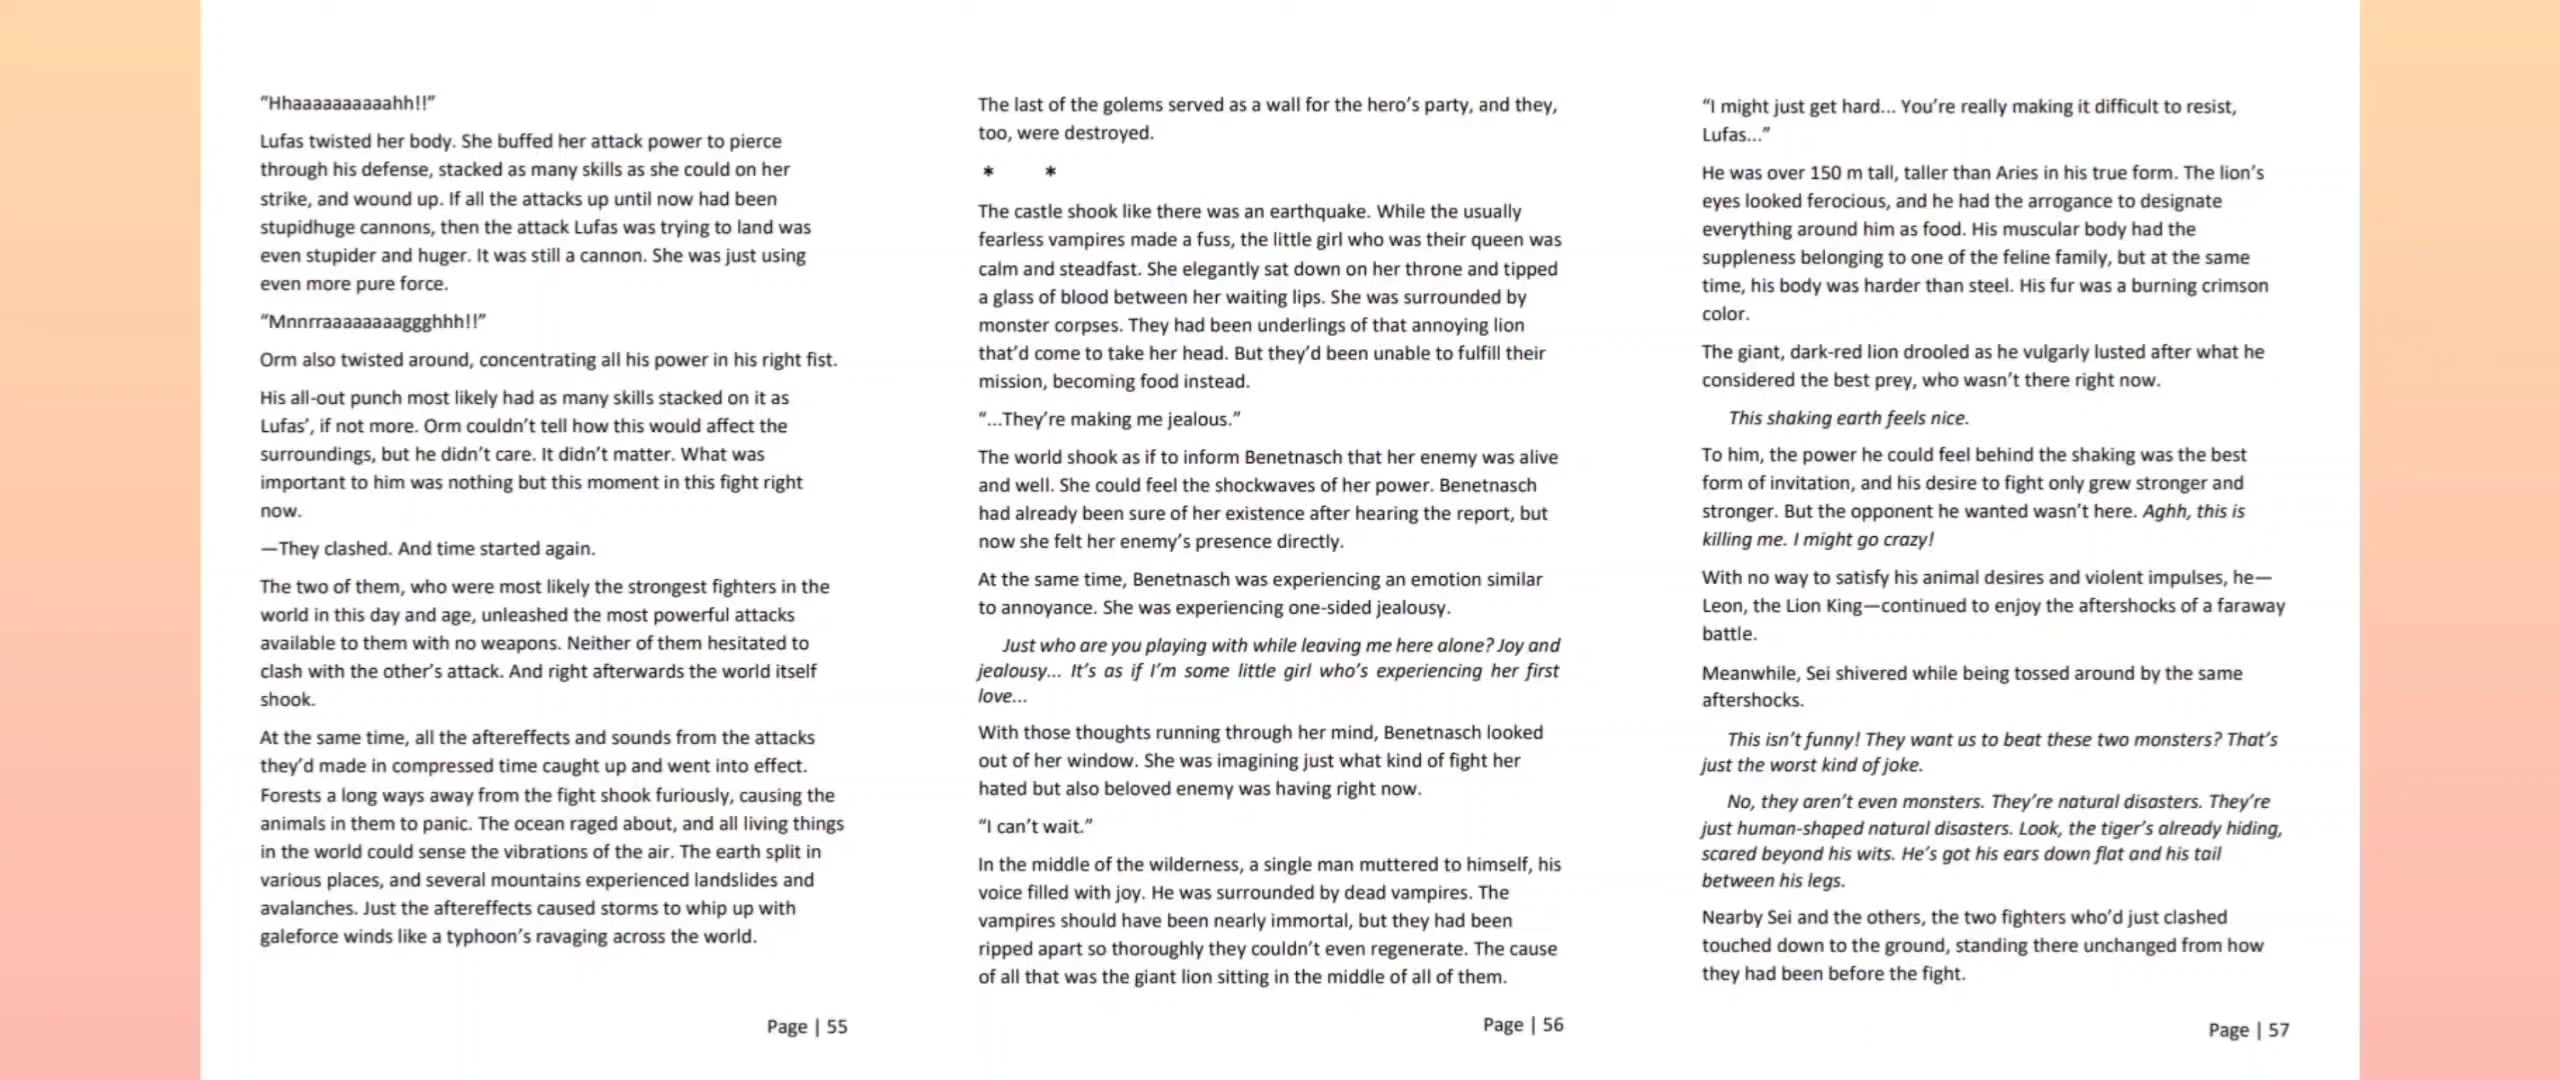 “Hhaaaaaaaaaahh!!”
Lufas twisted her body. She buffed her attack power to pierce
through his defense, stacked as many skills as she could on her
strike, and wound up. If all the attacks up until now had been
stupidhuge cannons, then the attack Lufas was trying to land was
even stupider and huger. It was still a cannon. She was just using
even more pure force.
“Mnnrraaaaaaaaggghhh!!”
Orm also twisted around, concentrating all his power in his right fist.
His all-out punch most likely had as many skills stacked on it as
Lufas’, if not more. Orm couldn’t tell how this would affect the
surroundings, but he didn’t care. It didn’t matter. What was
important to him was nothing but this moment in this fight right
now.
—They clashed. And time started again.
The two of them, who were most likely the strongest fighters in the
world in this day and age, unleashed the most powerful attacks
available to them with no weapons. Neither of them hesitated to
clash with the other’s attack. And right afterwards the world itself
shook.
At the same time, all the aftereffects and sounds from the attacks
they’d made in compressed time caught up and went into effect.
Forests a long ways away from the fight shook furiously, causing the
animals in them to panic. The ocean raged about, and all living things
in the world could sense the vibrations of the air. The earth split in
various places, and several mountains experienced landslides and
avalanches. Just the aftereffects caused storms to whip up with
galeforce winds like a typhoon’s ravaging across the world.
Page | 55
The last of the golems served as a wall for the hero’s party, and they,
too, were destroyed.
* *
The castle shook like there was an earthquake. While the usually
fearless vampires made a fuss, the little girl who was their queen was
calm and steadfast. She elegantly sat down on her throne and tipped
a glass of blood between her waiting lips. She was surrounded by
monster corpses. They had been underlings of that annoying lion
that’d come to take her head. But they’d been unable to fulfill their
mission, becoming food instead.
“...They’re making me jealous.”
The world shook as if to inform Benetnasch that her enemy was alive
and well. She could feel the shockwaves of her power. Benetnasch
had already been sure of her existence after hearing the report, but
now she felt her enemy’s presence directly.
At the same time, Benetnasch was experiencing an emotion similar
to annoyance. She was experiencing one-sided jealousy.
Just who are you playing with while leaving me here alone? Joy and
jealousy... It’s as if I’m some little girl who’s experiencing her first
love...
With those thoughts running through her mind, Benetnasch looked
out of her window. She was imagining just what kind of fight her
hated but also beloved enemy was having right now.
“I can’t wait.”
In the middle of the wilderness, a single man muttered to himself, his
voice filled with joy. He was surrounded by dead vampires. The
vampires should have been nearly immortal, but they had been
ripped apart so thoroughly they couldn’t even regenerate. The cause
of all that was the giant lion sitting in the middle of all of them.
Page | 56
“I might just get hard... You’re really making it difficult to resist,
Lufas...”
He was over 150 m tall, taller than Aries in his true form. The lion’s
eyes looked ferocious, and he had the arrogance to designate
everything around him as food. His muscular body had the
suppleness belonging to one of the feline family, but at the same
time, his body was harder than steel. His fur was a burning crimson
color.
The giant, dark-red lion drooled as he vulgarly lusted after what he
considered the best prey, who wasn’t there right now.
This shaking earth feels nice.
To him, the power he could feel behind the shaking was the best
form of invitation, and his desire to fight only grew stronger and
stronger. But the opponent he wanted wasn’t here. Aghh, this is
killing me. I might go crazy!
With no way to satisfy his animal desires and violent impulses, he—
Leon, the Lion King—continued to enjoy the aftershocks of a faraway
battle.
Meanwhile, Sei shivered while being tossed around by the same
aftershocks.
This isn’t funny! They want us to beat these two monsters? That’s
just the worst kind of joke.
No, they aren’t even monsters. They’re natural disasters. They’re
just human-shaped natural disasters. Look, the tiger’s already hiding,
scared beyond his wits. He’s got his ears down flat and his tail
between his legs.
Nearby Sei and the others, the two fighters who’d just clashed
touched down to the ground, standing there unchanged from how
they had been before the fight.
Page | 57